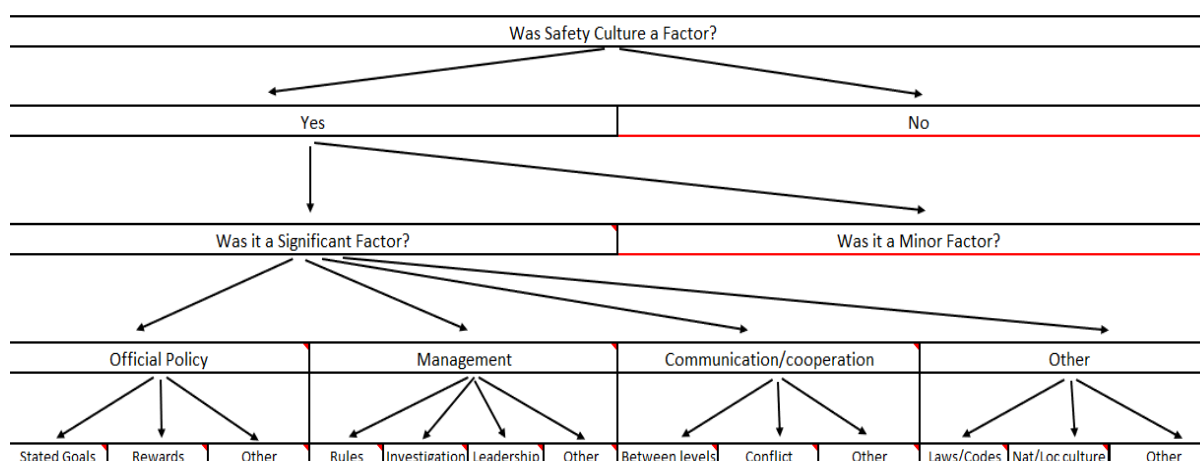 Was Safety Culture a Factor?
Yes No
Was it a Significant Factor? Was it a Minor Factor?
Official Policy Management Communication/cooperation Other
Stated Goals Rewards Other Rules Investigation Leadership Other Between levels Conflict Other Laws/Codes Nat/Loc culture Other